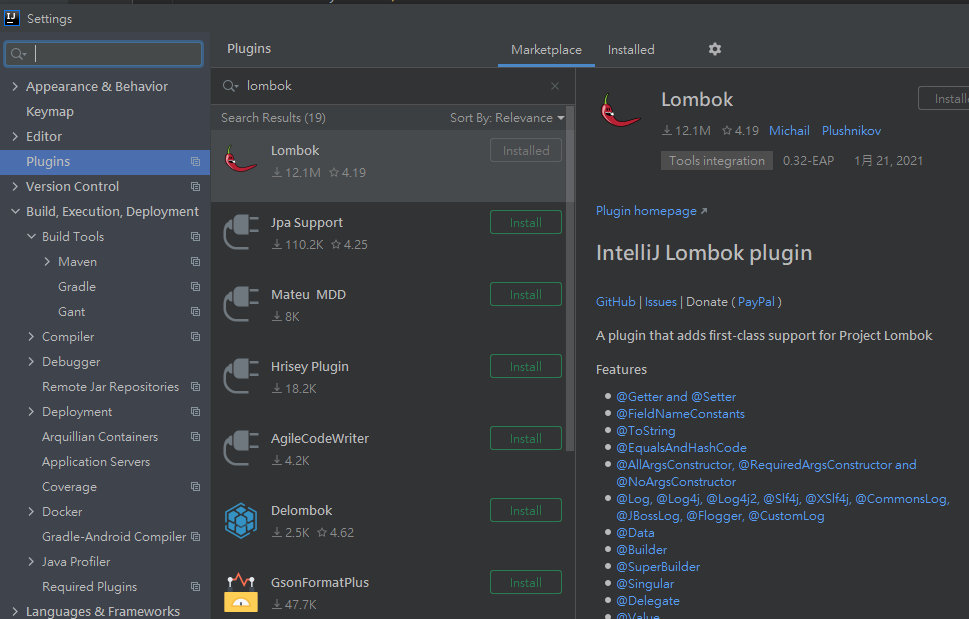 IJ Settings
Appearance & Behavior
Keymap
Editor
Plugins
Version Control
Build, Execution, Deployment
Build Tools
Maven
Gradle
Gant
Compiler
Debugger
Remote Jar Repositories
Deployment
Arquillian Containers
Application Servers
Coverage
Docker
Gradle-Android Compiler
Java Profiler
Required Plugins
Languages & Frameworks
Plugins
Marketplace
Installed
lombok
Search Results (19) Sort By: Relevance
Lombok Installed
12.1M 4.19
Jpa Support Install
110.2K 4.25
Mateu MDD Install
8K
Hrisey Plugin Install
18.2K
AgileCodeWriter Install
4.2K
Delombok Install
2.5K 4.62
GsonFormatPlus Install
47.7K
Lombok Installed
12.1M 4.19 Michail Plushnikov
Tools integration 0.32-EAP 1月 21, 2021
Plugin homepage
IntelliJ Lombok plugin
GitHub | Issues | Donate ( PayPal )
A plugin that adds first-class support for Project Lombok
Features
@Getter and @Setter
@FieldNameConstants
@ToString
@EqualsAndHashCode
@AllArgsConstructor, @RequiredArgsConstructor and
@NoArgsConstructor
@Log, @Log4j, @Log4j2, @Slf4j, @XSlf4j, @CommonsLog,
@JBossLog, @Flogger, @CustomLog
@Data
@Builder
@SuperBuilder
@Singular
@Delegate
@Value